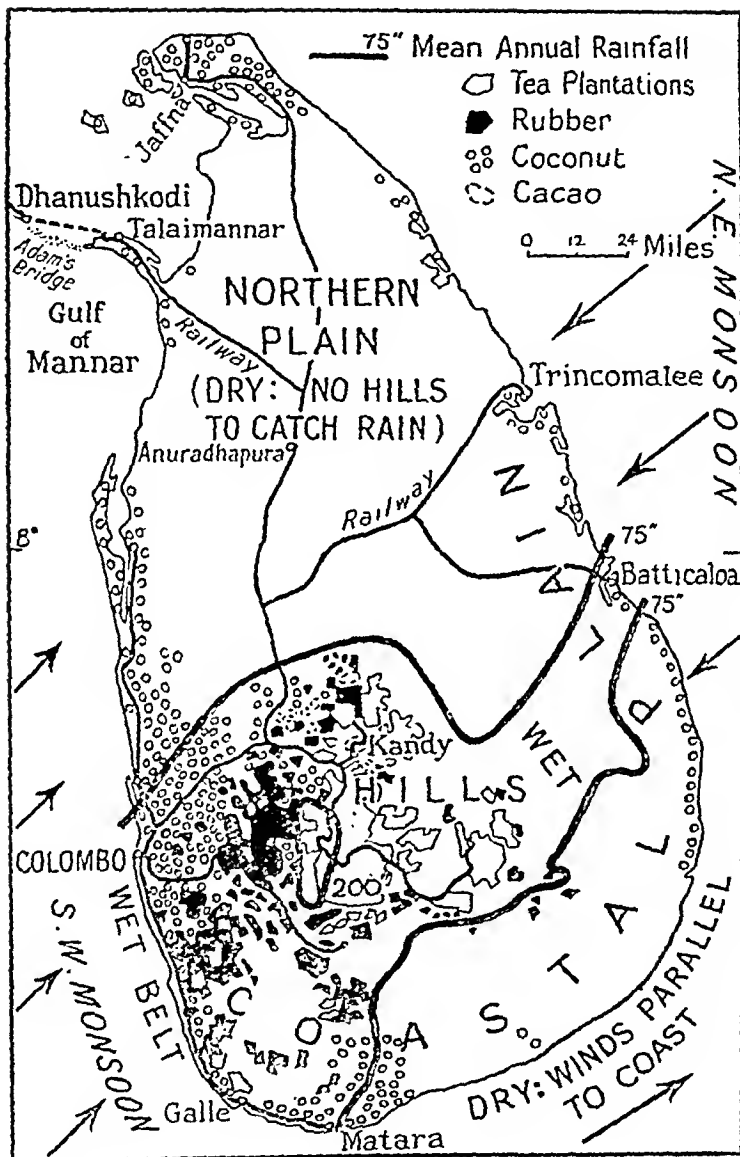 75" Mean Annual Rainfall
Tea Plantations
Rubber
Coconut
Cacao
0 12 24 Miles
N.E. MONSOON
Jaffna
Dhanushkodi
Talaimannar
Adam's
Bridge
Gulf
of
Mannar
Railway
NORTHERN
PLAIN
(DRY: NO HILLS
TO CATCH RAIN)
Trincomalee
Anuradhapura
Railway
8°
75"
Batticaloa
75"
WET
Kandy
HILLS
COLOMBO
200"
WET BELT
S.W. MONSOON
COASTAL PLAIN
DRY: WINDS PARALLEL
TO COAST
Galle
Matara